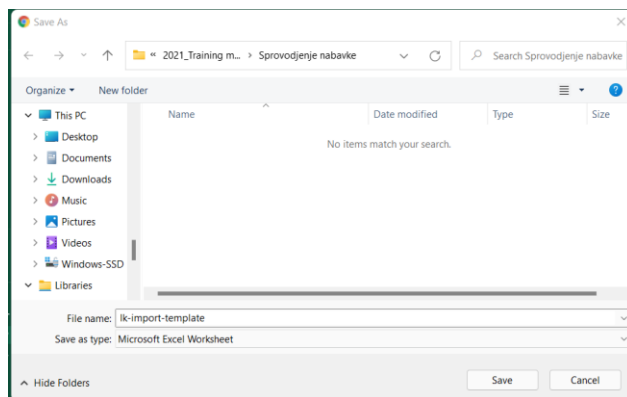 Save As
« 2021_Training m... › Sprovodjenje nabavke
Search Sprovodjenje nabavke
Organize New folder
Name Date modified Type Size
No items match your search.
This PC
Desktop
Documents
Downloads
Music
Pictures
Videos
Windows-SSD
Libraries
File name: lk-import-template
Save as type: Microsoft Excel Worksheet
Hide Folders Save Cancel